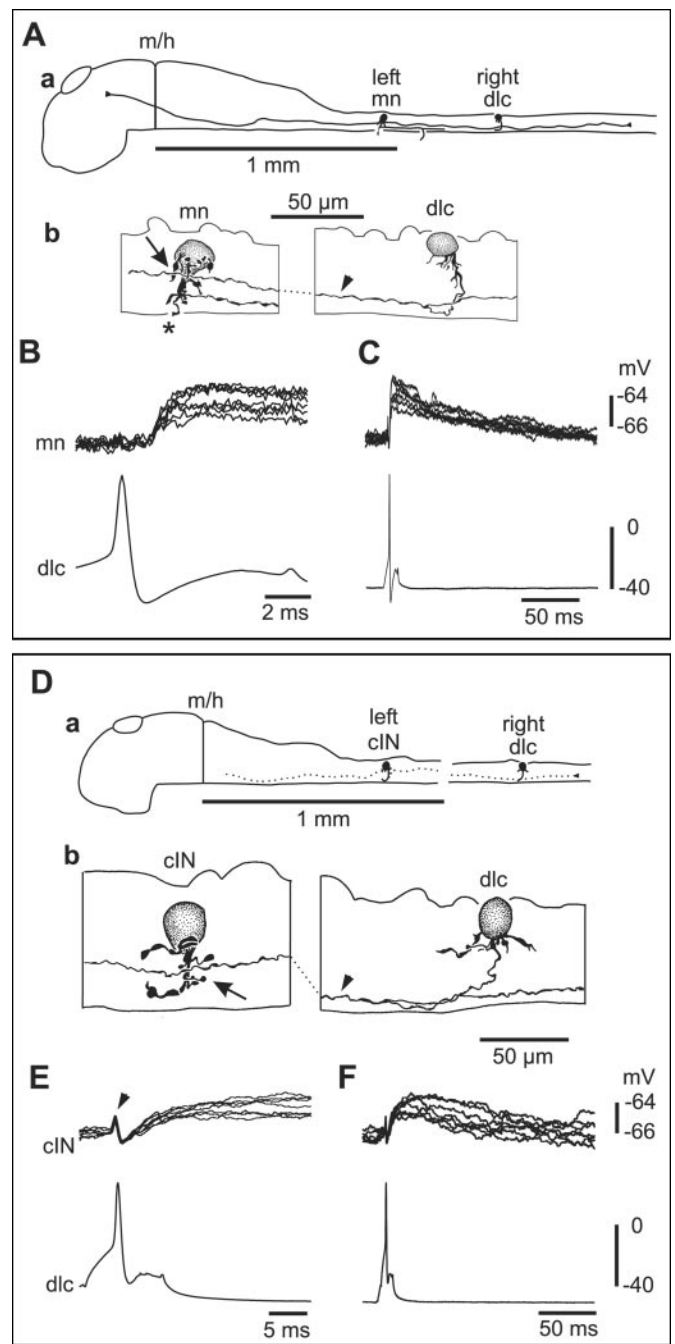 A
m/h
a
left
mn
right
dlc
1 mm
mn
50 µm
dlc
b
*
B
C
mV
-64
-66
mn
0
dlc
-40
2 ms
50 ms
D
m/h
a
left
cIN
right
dlc
1 mm
b
cIN
dlc
50 µm
E
F
mV
-64
-66
cIN
0
dlc
-40
5 ms
50 ms